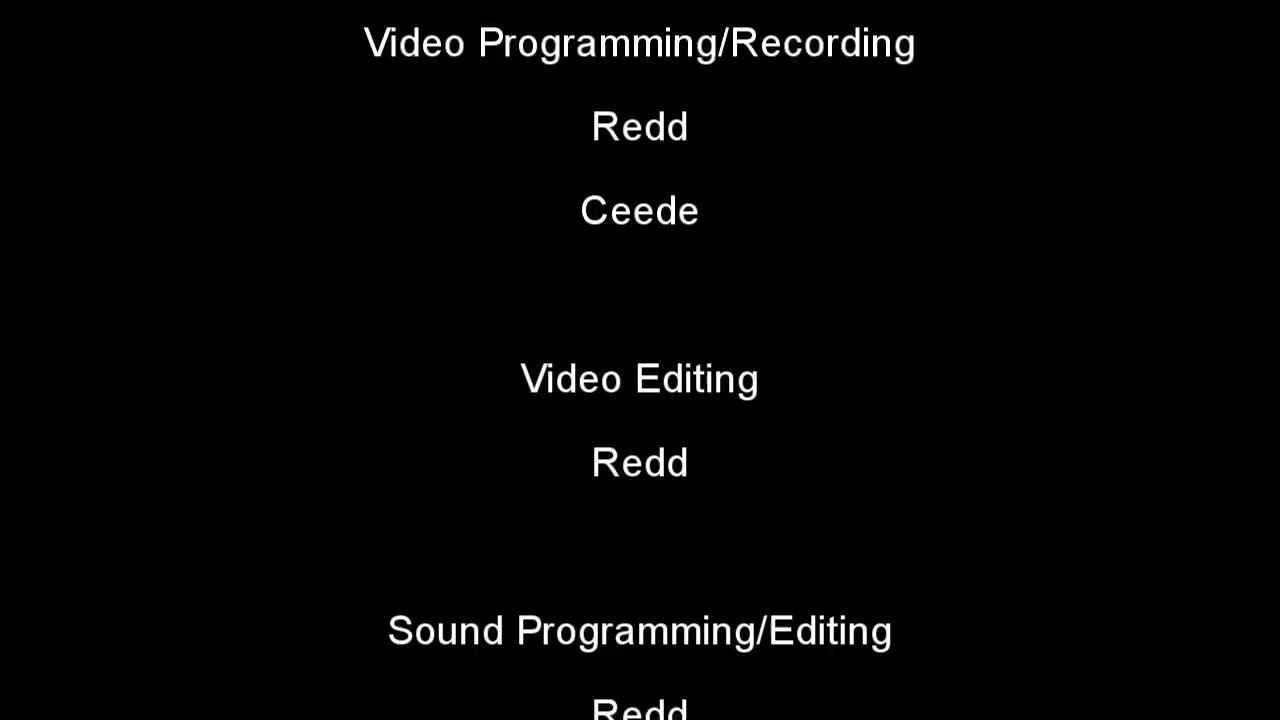 Video Programming/Recording
Redd
Ceede
Video Editing
Redd
Sound Programming/Editing
Redd